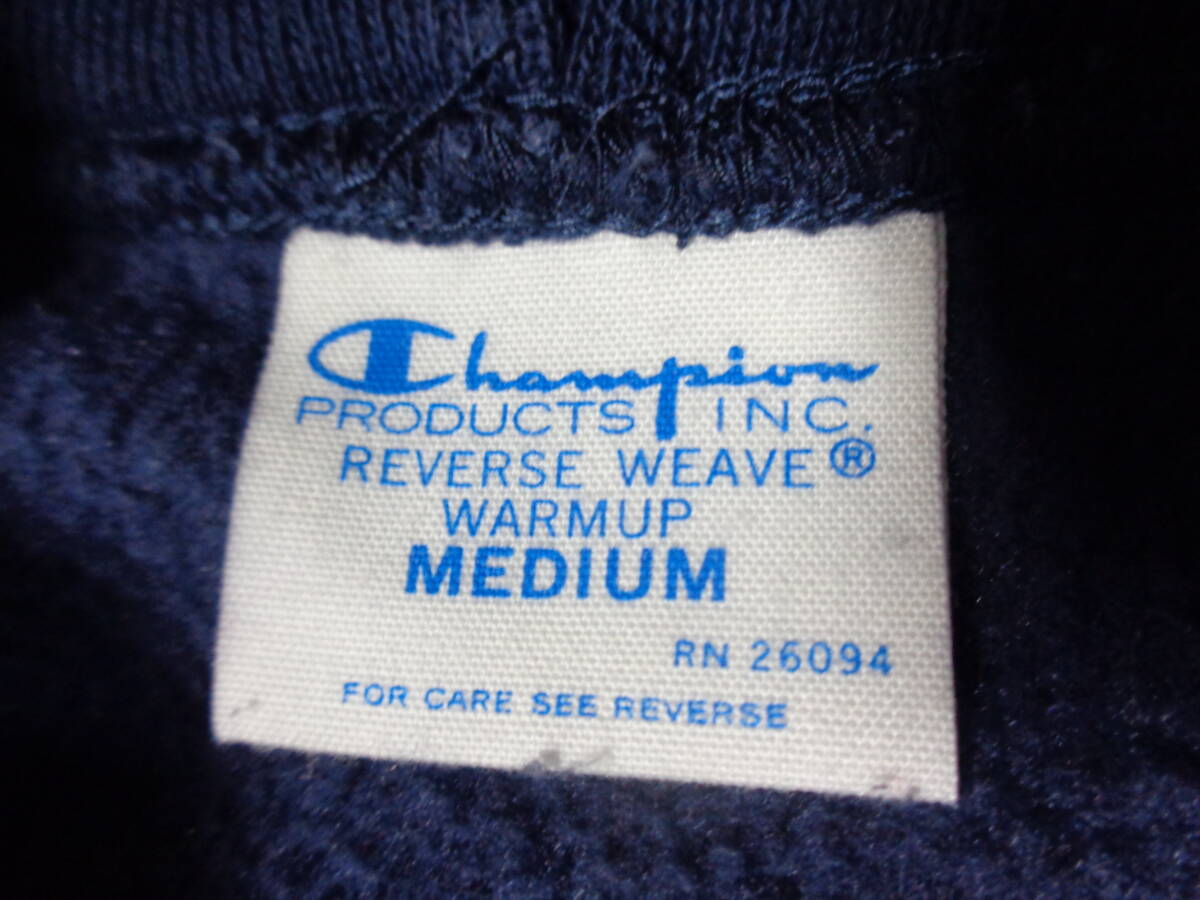 Champion
PRODUCTS INC.
REVERSE WEAVE®
WARMUP
MEDIUM
RN 26094
FOR CARE SEE REVERSE